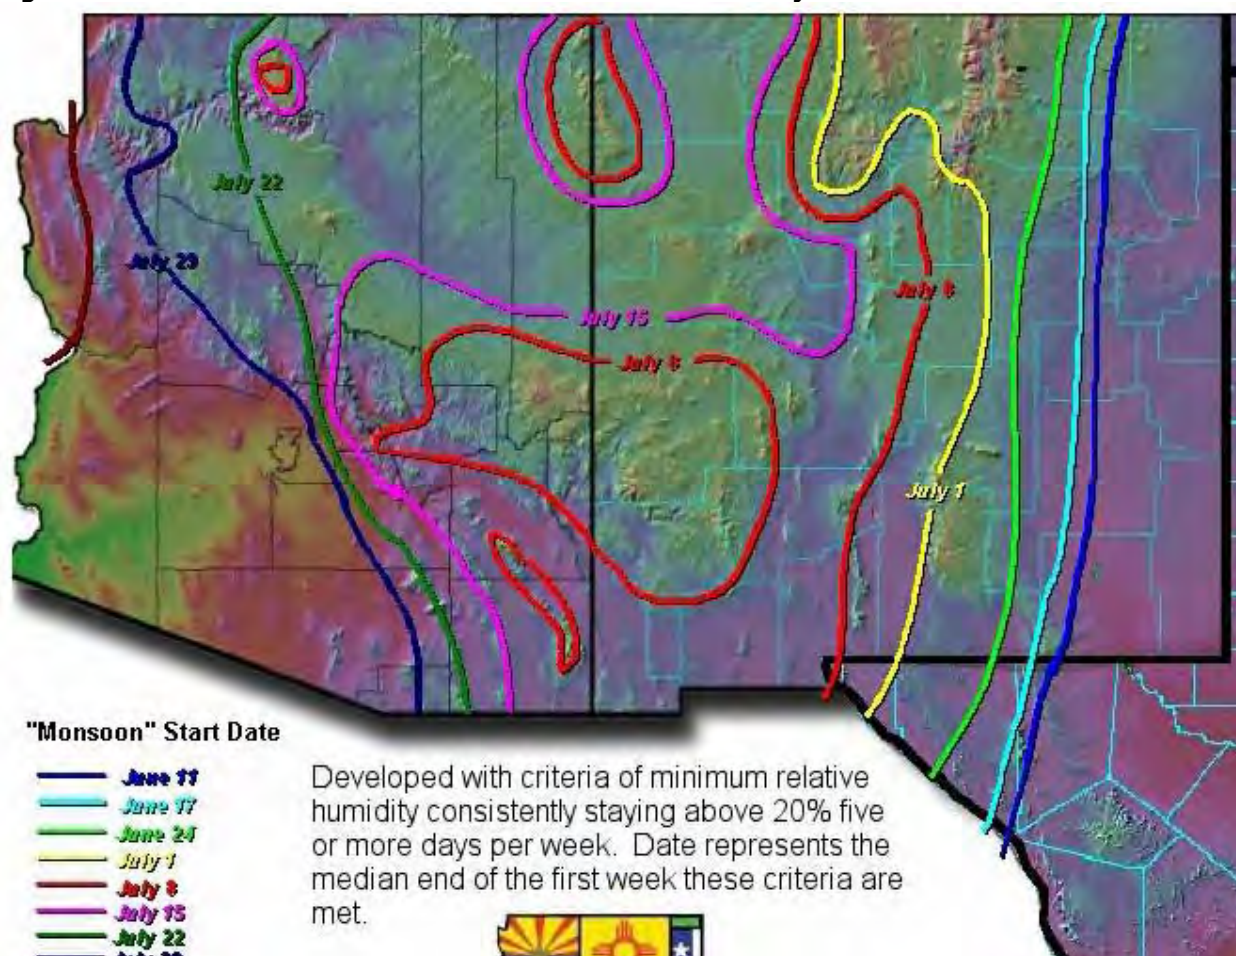 July 22
July 29
July 15
July 8
July 8
July 1
"Monsoon" Start Date
June 11
June 17
June 24
July 1
July 8
July 15
July 22
Developed with criteria of minimum relative
humidity consistently staying above 20% five
or more days per week. Date represents the
median end of the first week these criteria are
met.